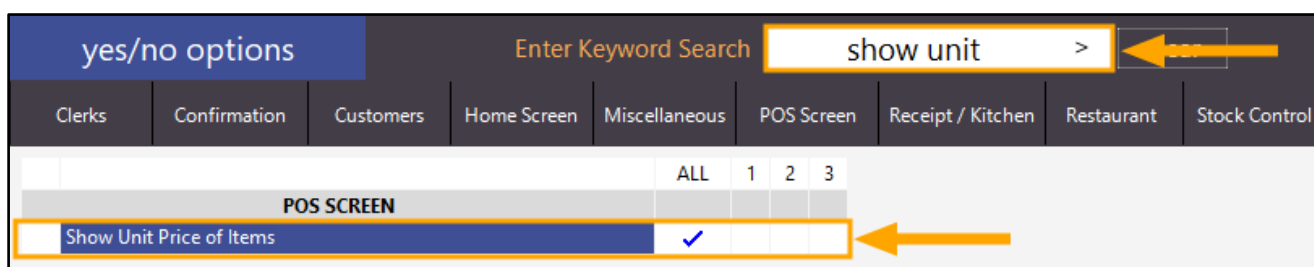 yes/no options Enter Keyword Search show unit >
Clerks Confirmation Customers Home Screen Miscellaneous POS Screen Receipt / Kitchen Restaurant Stock Control
ALL 1 2 3
POS SCREEN
Show Unit Price of Items